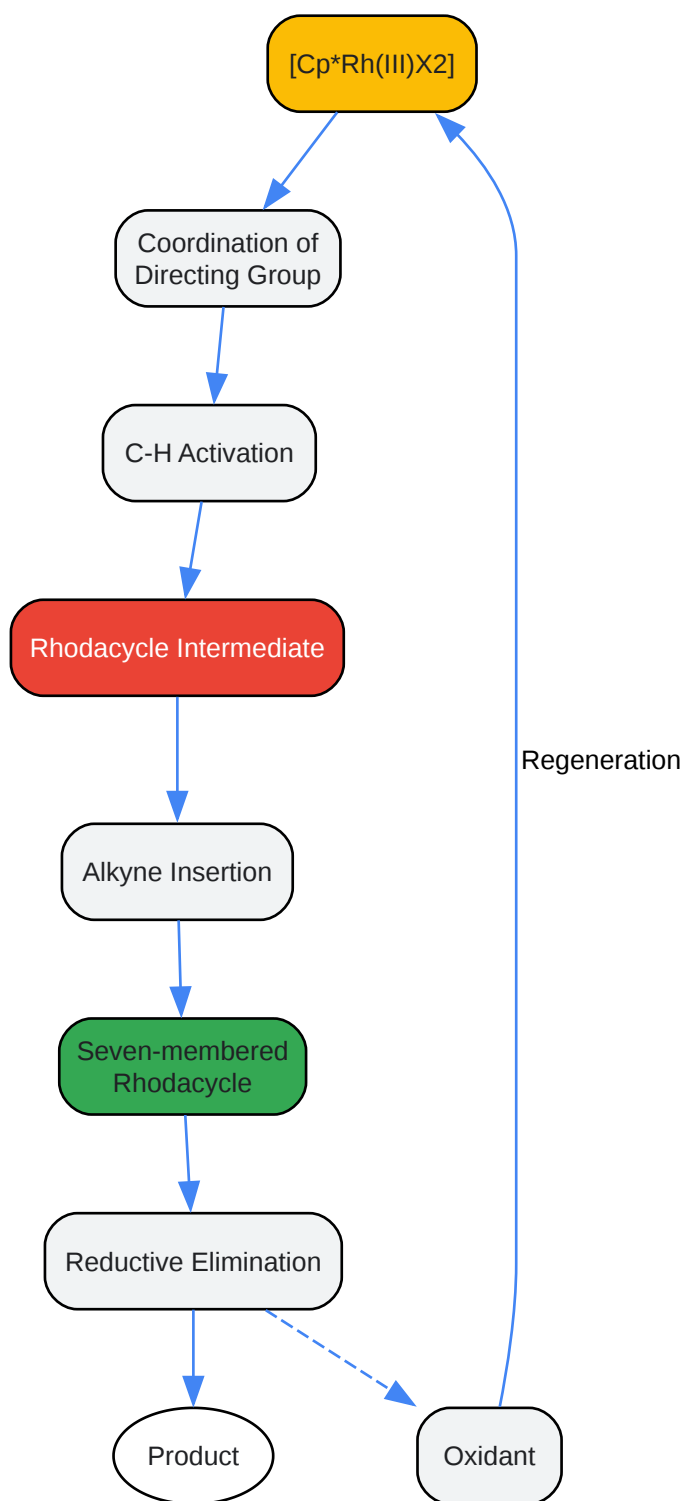 [Cp*Rh(III)X2]
Coordination of
Directing Group
C-H Activation
Rhodacycle Intermediate
Regeneration
Alkyne Insertion
Seven-membered
Rhodacycle
Reductive Elimination
Product
Oxidant